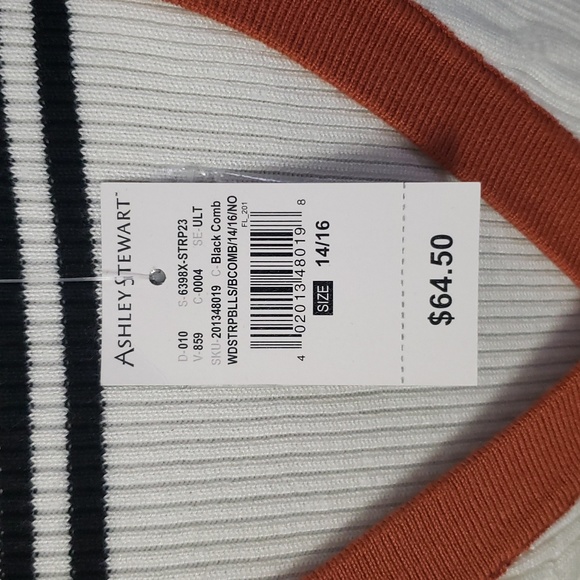 ASHLEY STEWART™
D-010 S-6398X-STRP23
V-859 C-0004 SE-ULT
SKU-201348019 C-Black Comb
WDSTRPBLLS/BCOMB/14/16/NO
FL_201
4 02013 48019 8
SIZE 14/16
$64.50